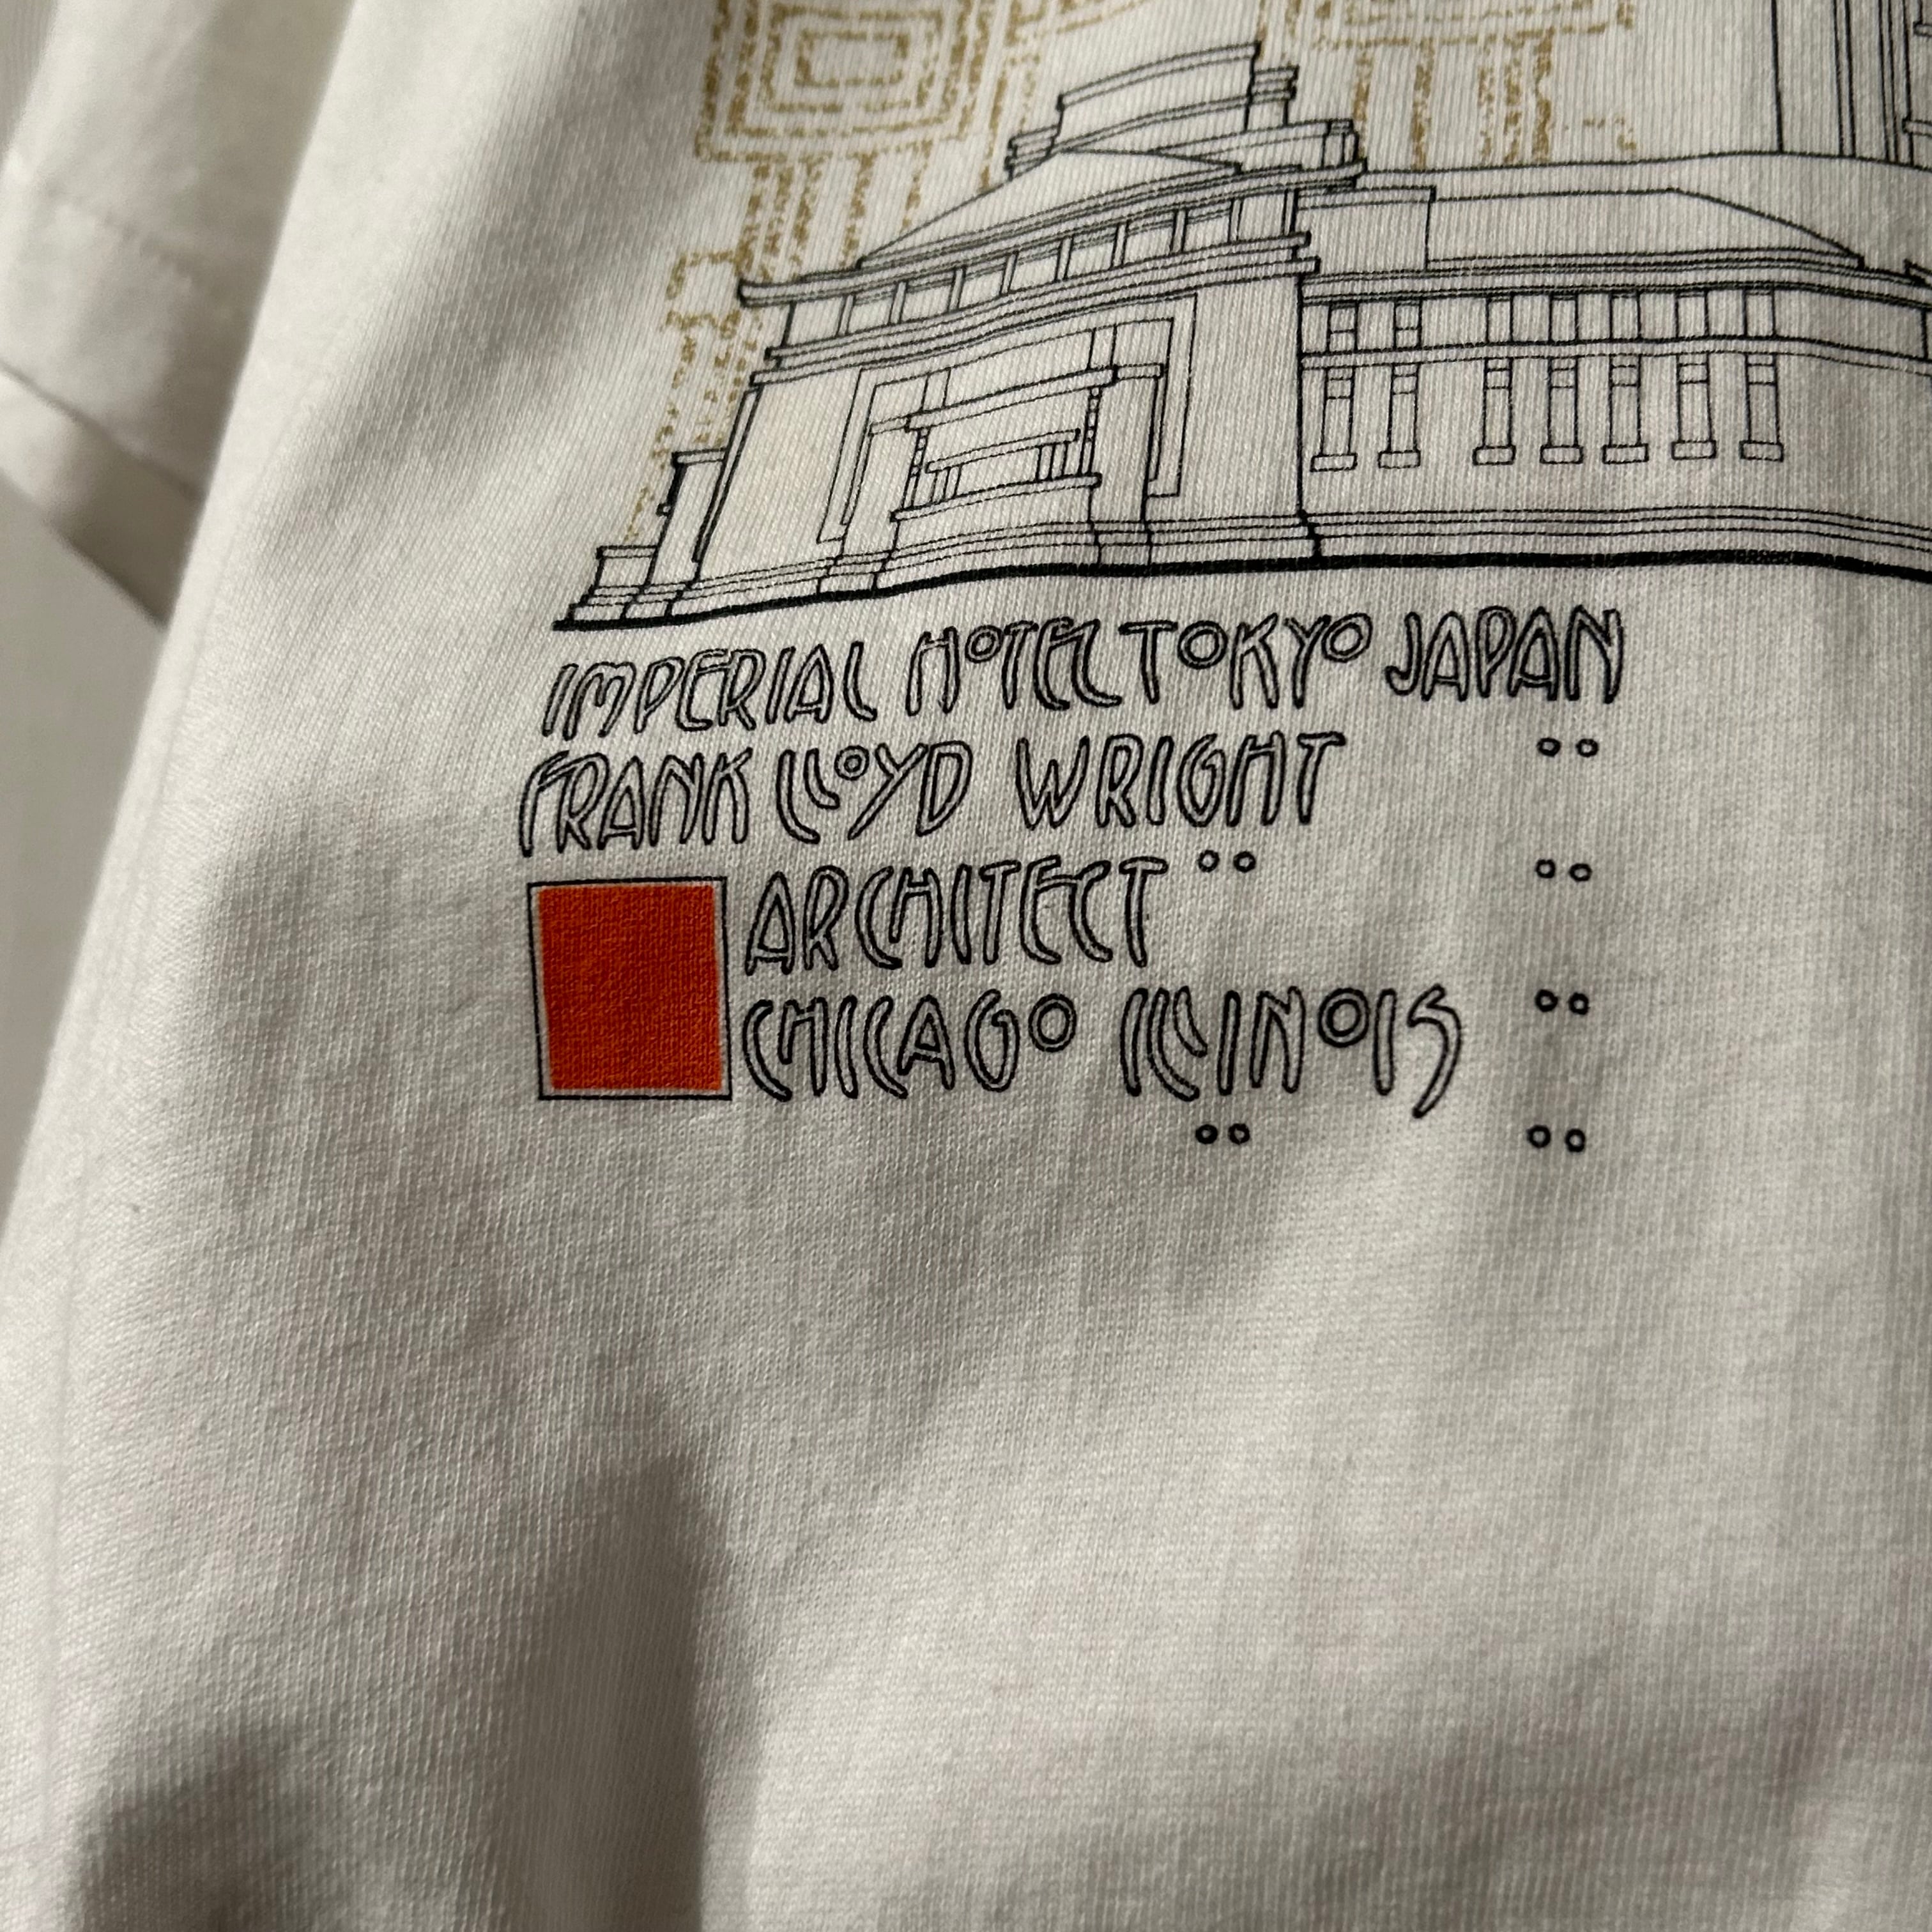 IMPERIAL HOTEL TOKYO JAPAN
FRANK LLOYD WRIGHT
ARCHITECT
CHICAGO ILLINOIS